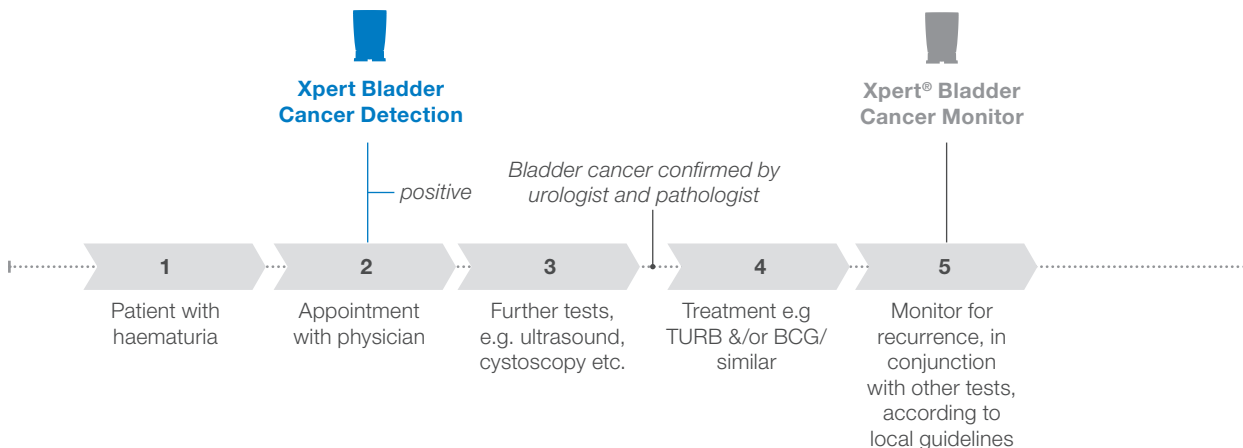 Xpert Bladder
Cancer Detection
Xpert® Bladder
Cancer Monitor
positive
Bladder cancer confirmed by
urologist and pathologist
1
Patient with
haematuria
2
Appointment
with physician
3
Further tests,
e.g. ultrasound,
cystoscopy etc.
4
Treatment e.g
TURB &/or BCG/
similar
5
Monitor for
recurrence, in
conjunction
with other tests,
according to
local guidelines